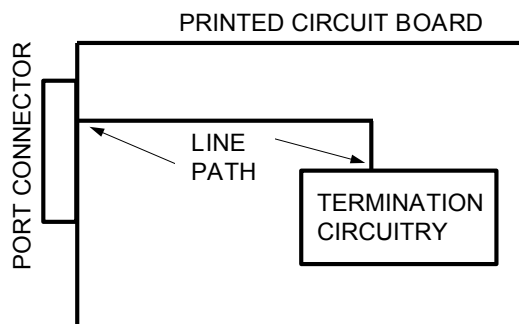 PRINTED CIRCUIT BOARD
PORT CONNECTOR
LINE
PATH
TERMINATION
CIRCUITRY